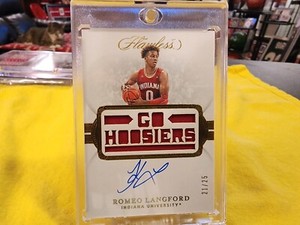 Flawless
INDIANA
0
GO
HOOSIERS
ROMEO LANGFORD
INDIANA UNIVERSITY
21/25